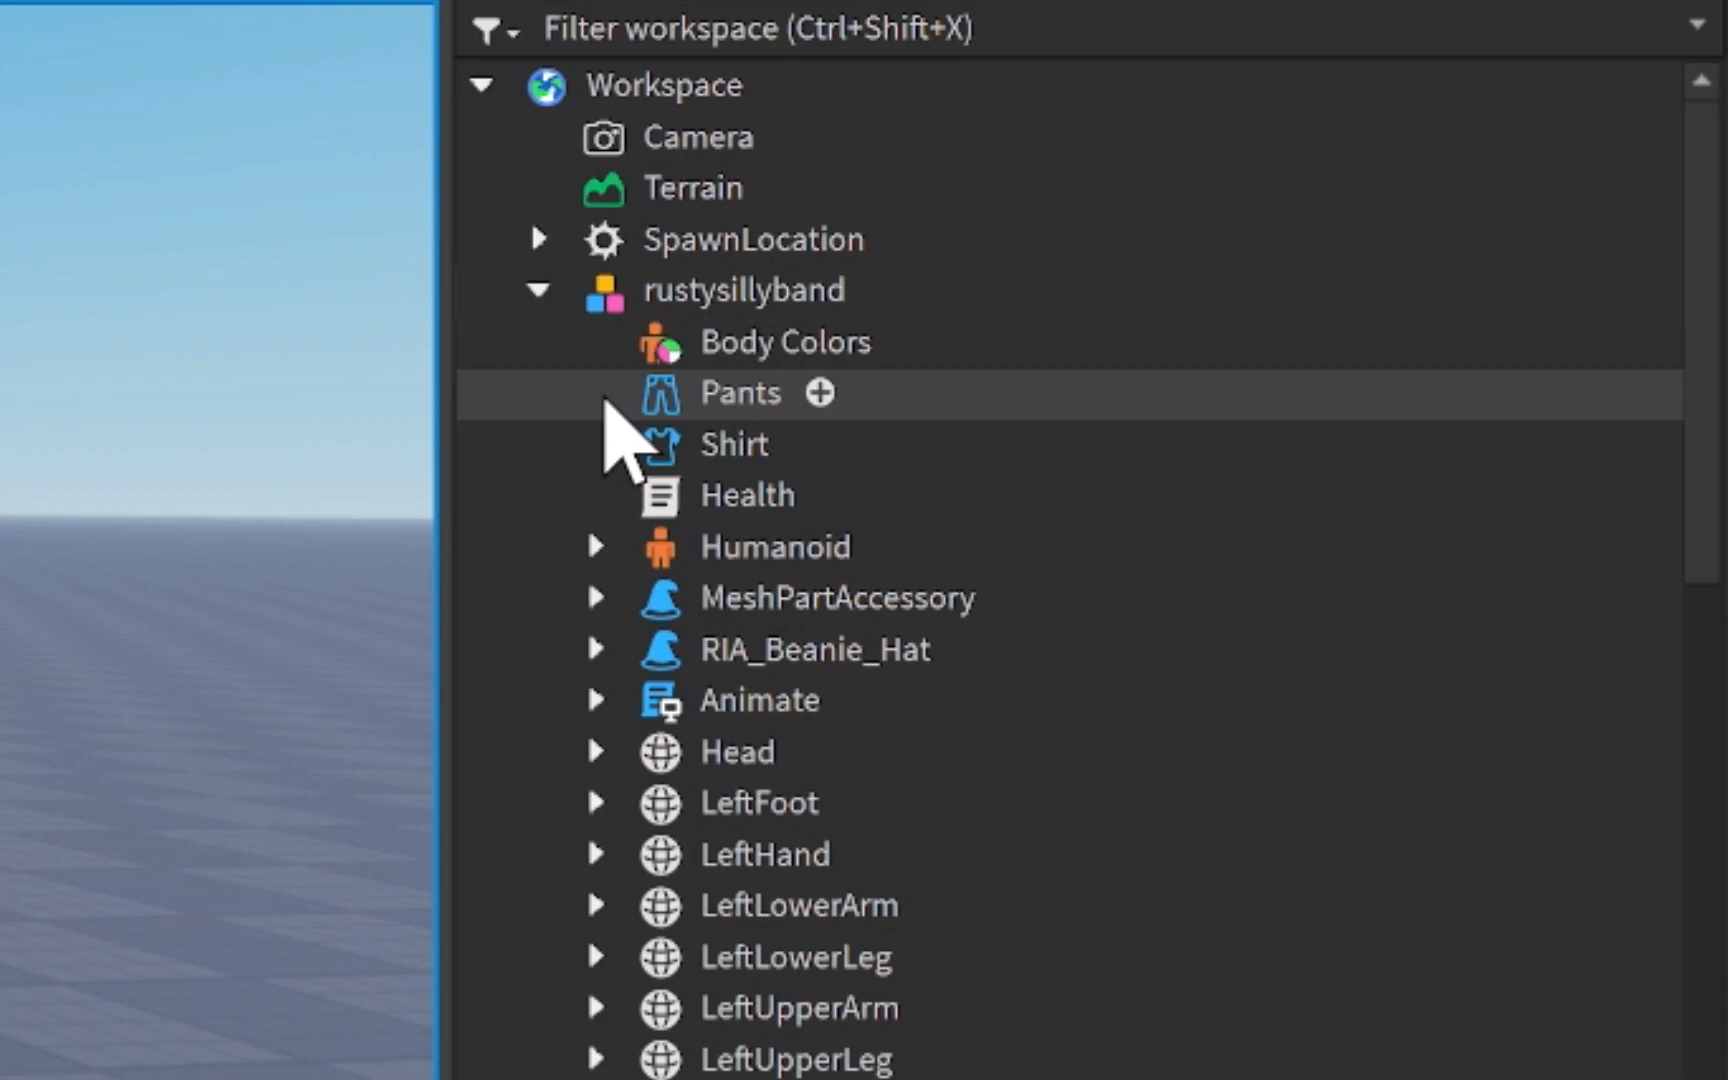 Filter workspace (Ctrl+Shift+X)
Workspace
Camera
Terrain
SpawnLocation
rustysillyband
Body Colors
Pants
Shirt
Health
Humanoid
MeshPartAccessory
RIA_Beanie_Hat
Animate
Head
LeftFoot
LeftHand
LeftLowerArm
LeftLowerLeg
LeftUpperArm
LeftUpperLeg